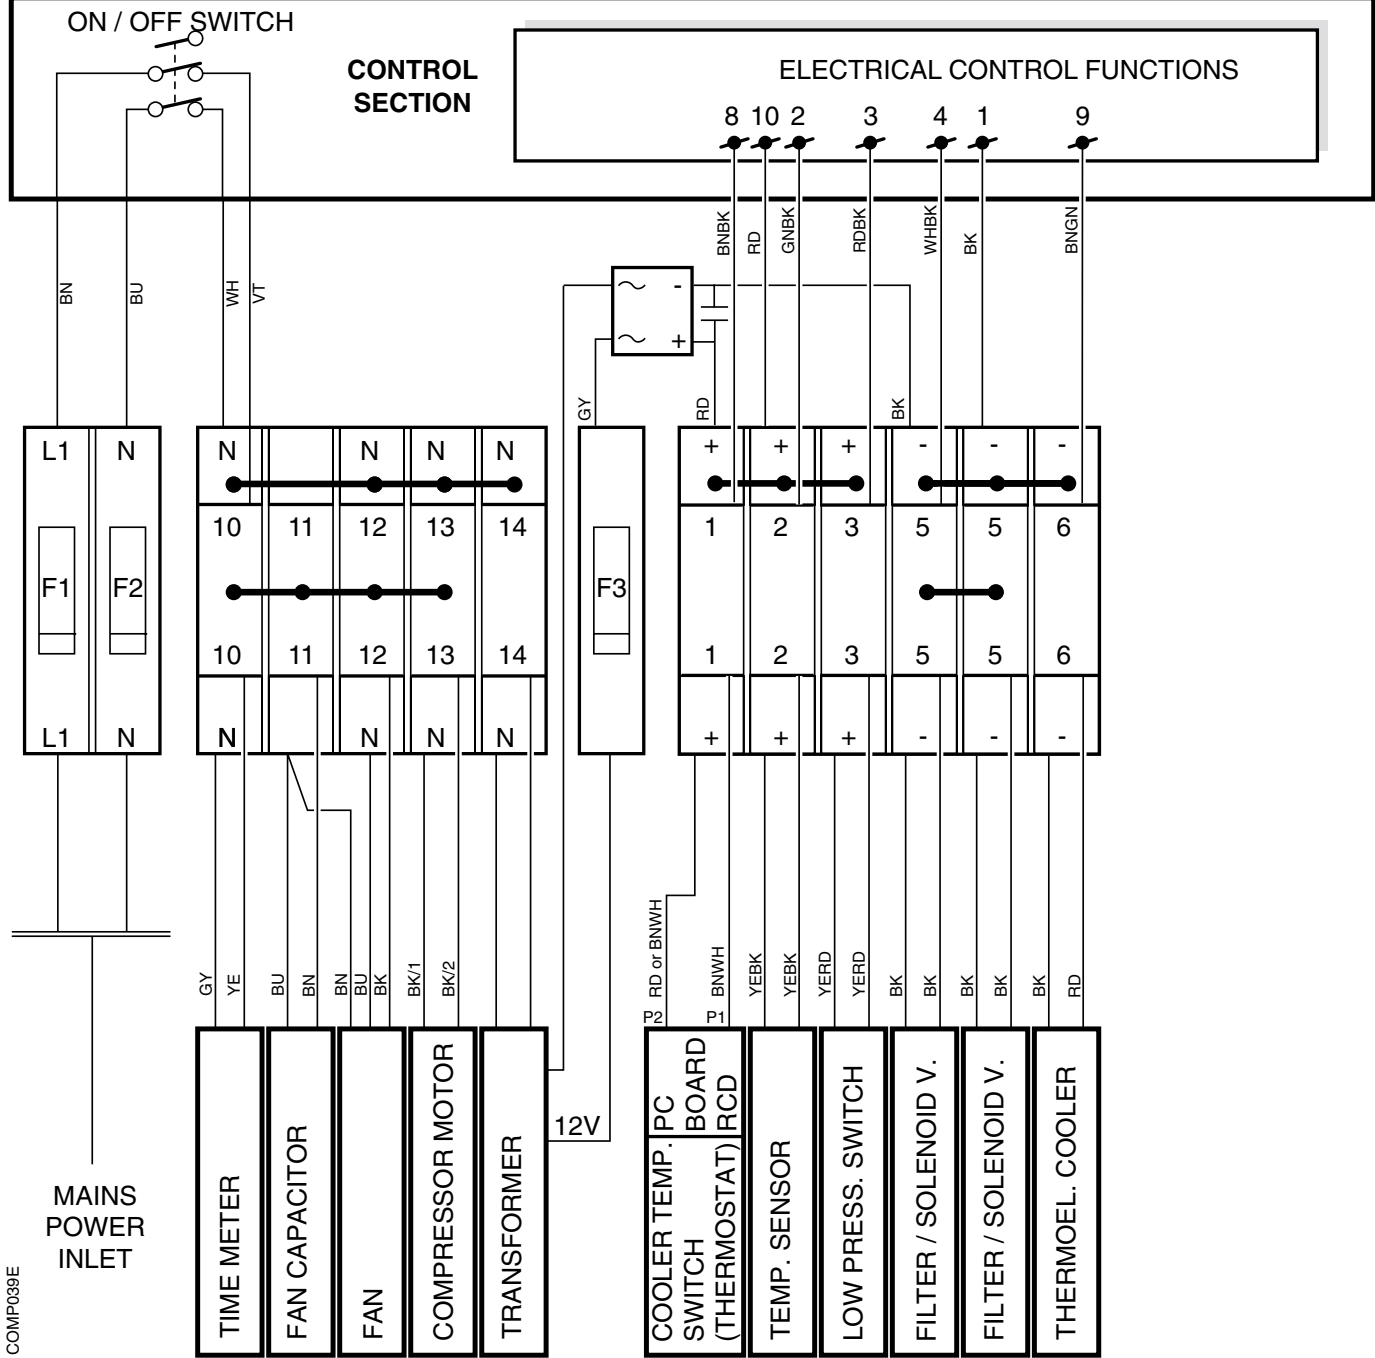 ON / OFF SWITCH
CONTROL
SECTION
ELECTRICAL CONTROL FUNCTIONS
8 10 2 3 4 1 9
BNBK RD GNBK RDBK WHBK BK BNGN
BN BU WH VT
~ -
~ +
GY RD BK
L1 N
N N N N
+ + + - - -
10 11 12 13 14
1 2 3 5 5 6
F1 F2 F3
10 11 12 13 14
1 2 3 5 5 6
L1 N
N N N N
+ + + - - -
GY YE BU BN BN BU BK BK/1 BK/2
RD or BNWH BNWH YEBK YEBK YERD YERD BK BK BK BK BK RD
P2 P1
12V
MAINS
POWER
INLET
TIME METER
FAN CAPACITOR
FAN
COMPRESSOR MOTOR
TRANSFORMER
PC
BOARD
RCD
COOLER TEMP.
SWITCH
(THERMOSTAT)
TEMP. SENSOR
LOW PRESS. SWITCH
FILTER / SOLENOID V.
FILTER / SOLENOID V.
THERMOEL. COOLER
COMP039E